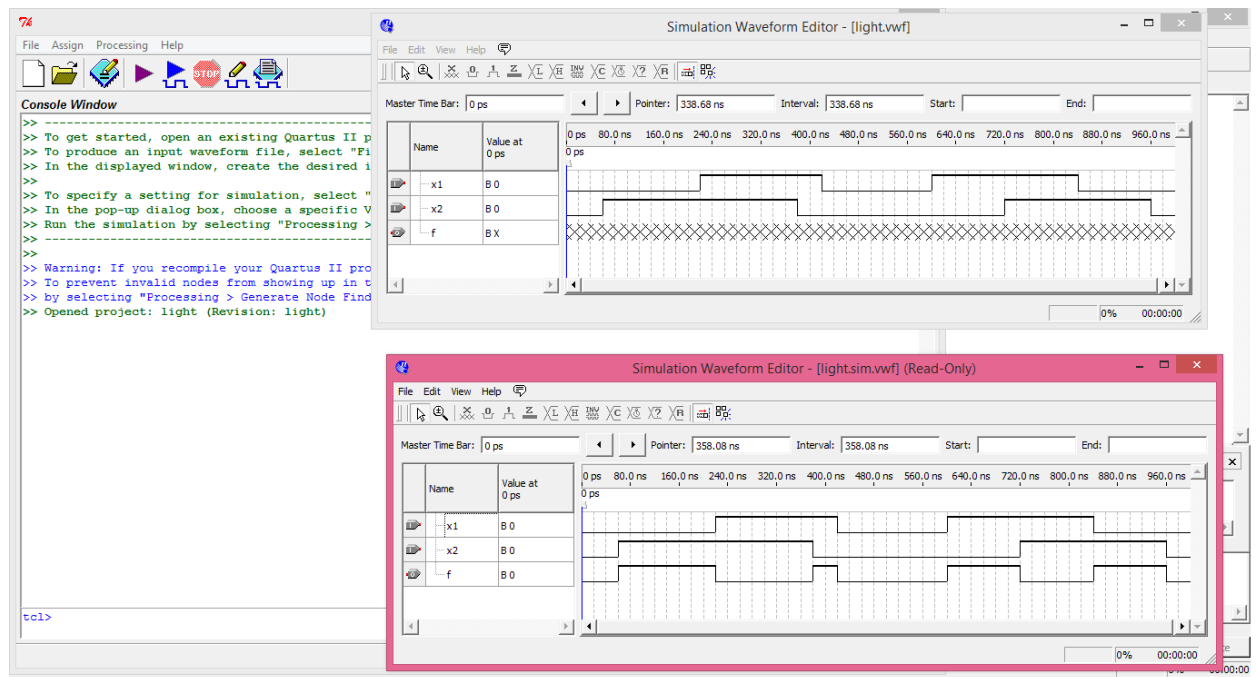 File Assign Processing Help
STOP
Console Window
>> To get started, open an existing Quartus II p
>> To produce an input waveform file, select "Fi
>> In the displayed window, create the desired i
>>
>> To specify a setting for simulation, select "
>> In the pop-up dialog box, choose a specific V
>> Run the simulation by selecting "Processing >
>> ----------------------------------------
>>
>> Warning: If you recompile your Quartus II pro
>> To prevent invalid nodes from showing up in t
>> by selecting "Processing > Generate Node Find
>> Opened project: light (Revision: light)
tcl>
Simulation Waveform Editor - [light.vwf]
File Edit View Help
Master Time Bar: 0 ps Pointer: 338.68 ns Interval: 338.68 ns Start: End:
Name Value at 0 ps
0 ps 80.0 ns 160.0 ns 240.0 ns 320.0 ns 400.0 ns 480.0 ns 560.0 ns 640.0 ns 720.0 ns 800.0 ns 880.0 ns 960.0 ns
0 ps
x1 B 0
x2 B 0
f B X
0% 00:00:00
Simulation Waveform Editor - [light.sim.vwf] (Read-Only)
File Edit View Help
Master Time Bar: 0 ps Pointer: 358.08 ns Interval: 358.08 ns Start: End:
Name Value at 0 ps
0 ps 80.0 ns 160.0 ns 240.0 ns 320.0 ns 400.0 ns 480.0 ns 560.0 ns 640.0 ns 720.0 ns 800.0 ns 880.0 ns 960.0 ns
0 ps
x1 B 0
x2 B 0
f B 0
0% 00:00:00
00:00:00